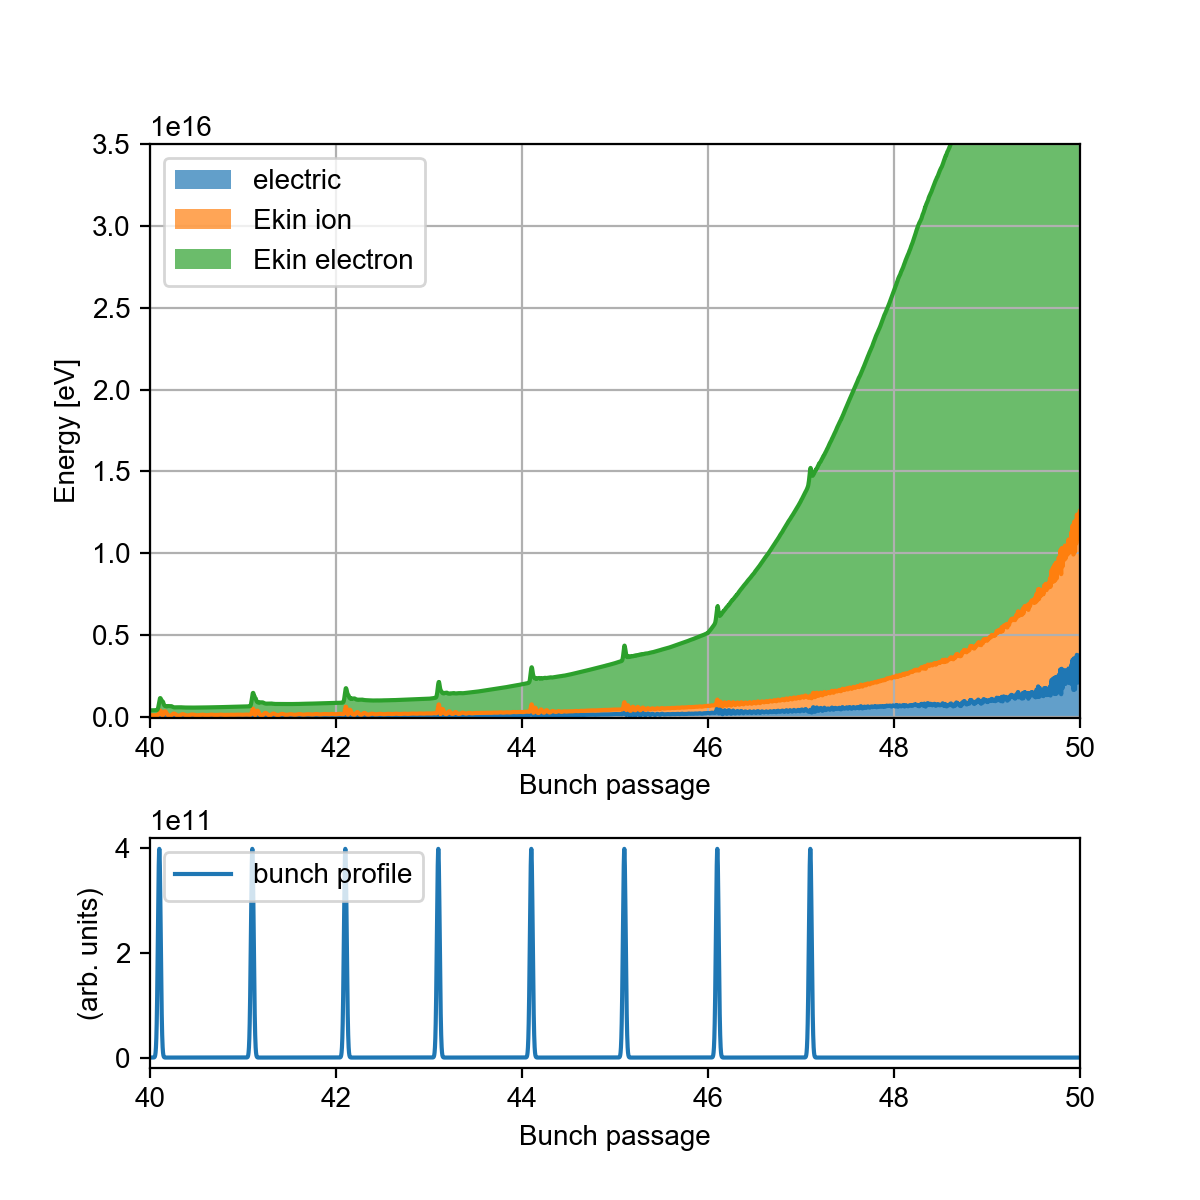 1e16
3.5
3.0
2.5
2.0
1.5
1.0
0.5
0.0
Energy [eV]
electric
Ekin ion
Ekin electron
40 42 44 46 48 50
Bunch passage
1e11
4
2
0
(arb. units)
bunch profile
40 42 44 46 48 50
Bunch passage